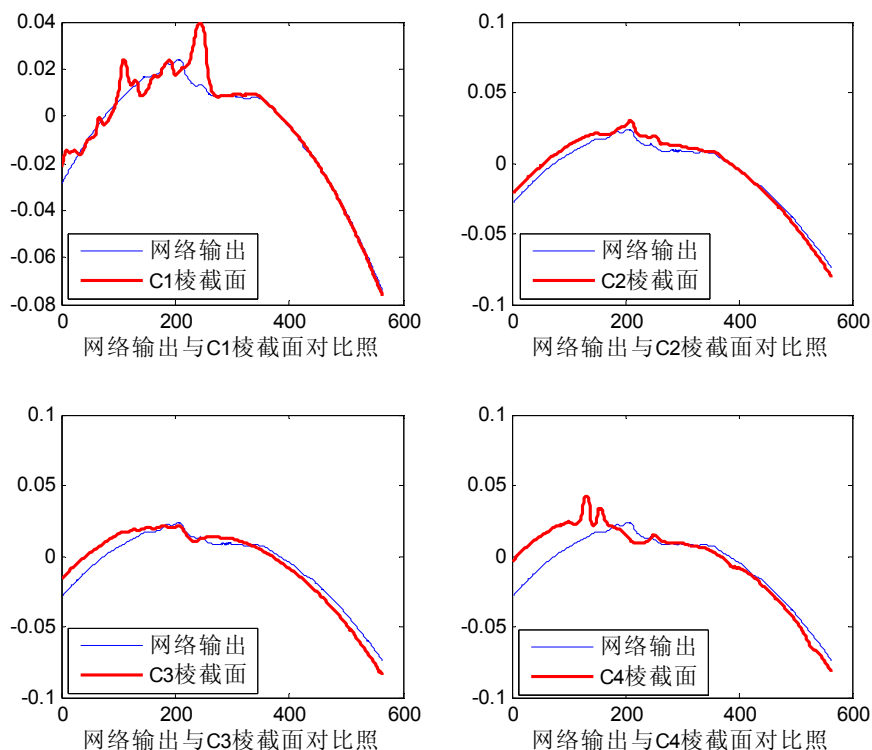 0.04
0.02
0
-0.02
-0.04
-0.06
-0.08
网络输出
C1棱截面
0 200 400 600
网络输出与C1棱截面对比照
0.1
0.05
0
-0.05
-0.1
网络输出
C2棱截面
0 200 400 600
网络输出与C2棱截面对比照
0.1
0.05
0
-0.05
-0.1
网络输出
C3棱截面
0 200 400 600
网络输出与C3棱截面对比照
0.1
0.05
0
-0.05
-0.1
网络输出
C4棱截面
0 200 400 600
网络输出与C4棱截面对比照